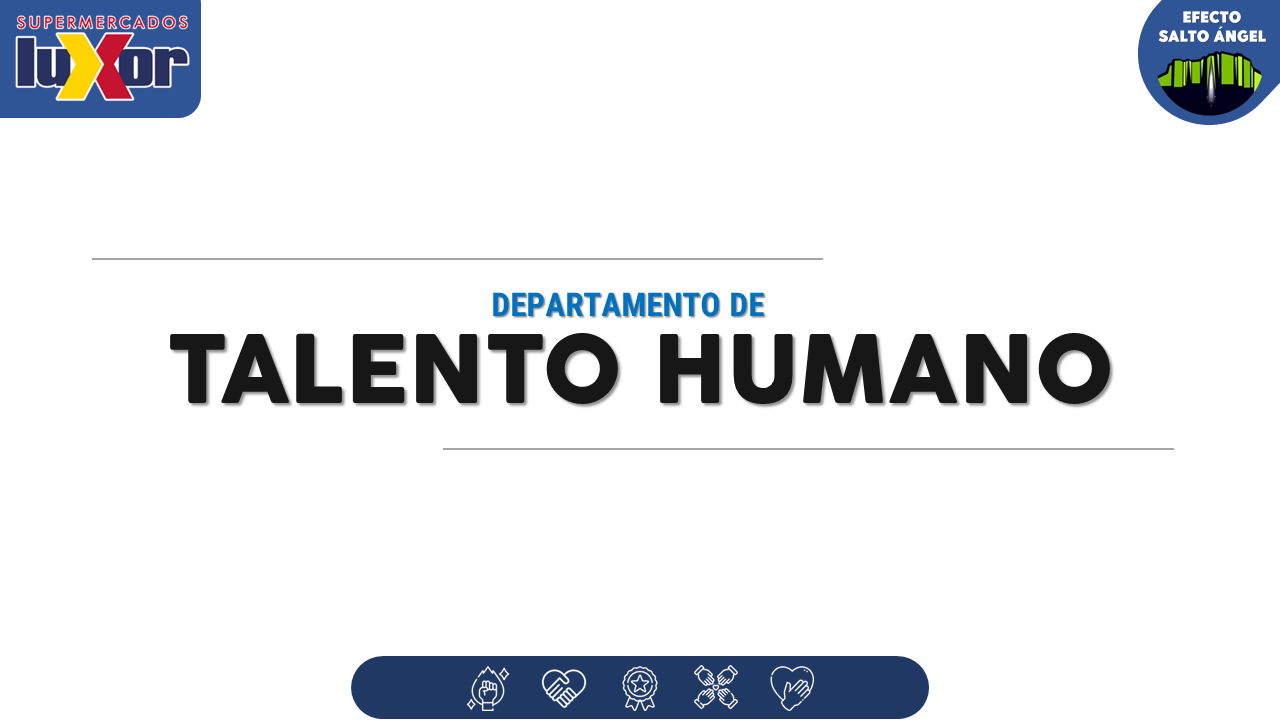 SUPERMERCADOS
luxor
EFECTO
SALTO ÁNGEL
DEPARTAMENTO DE
TALENTO HUMANO